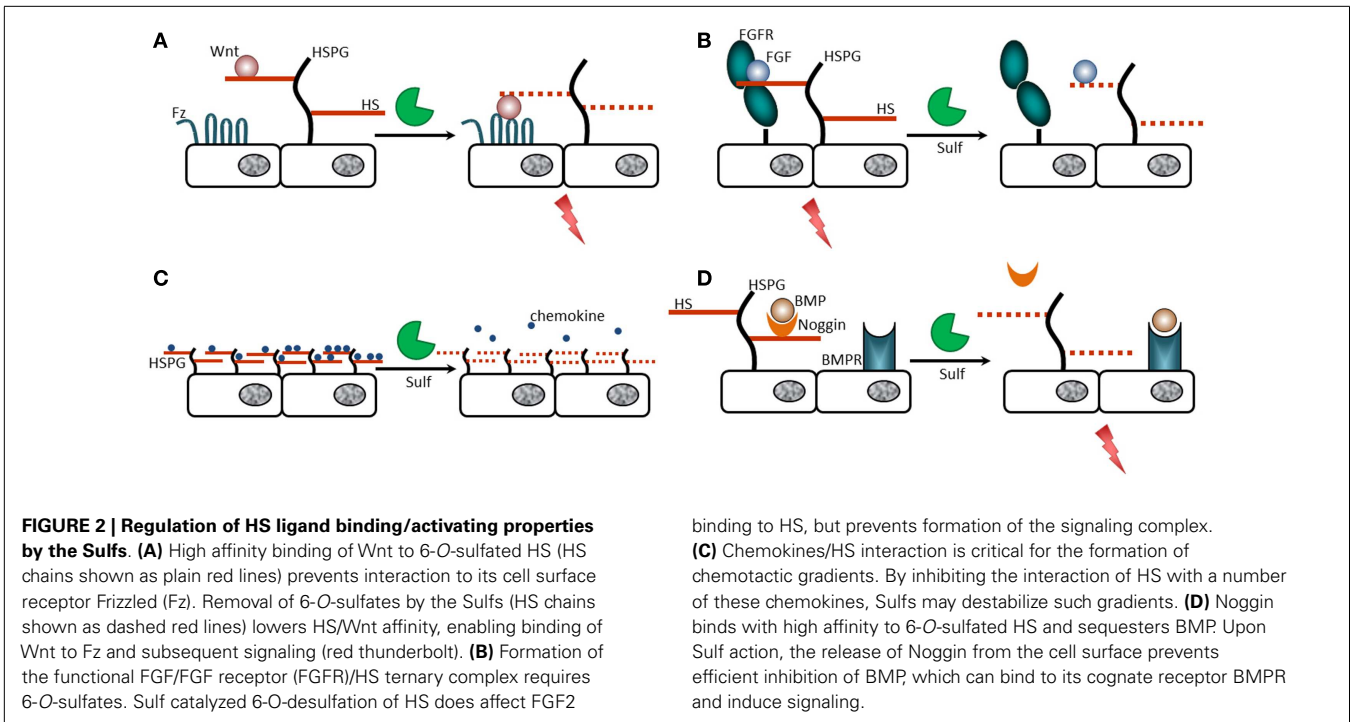 A
Wnt
HSPG
Fz
HS
B
FGFR
FGF
HSPG
HS
Sulf
C
HSPG
chemokine
Sulf
D
HSPG
HS
BMP
Noggin
BMPR
Sulf
FIGURE 2 | Regulation of HS ligand binding/activating properties
by the Sulfs. (A) High affinity binding of Wnt to 6-O-sulfated HS (HS
chains shown as plain red lines) prevents interaction to its cell surface
receptor Frizzled (Fz). Removal of 6-O-sulfates by the Sulfs (HS chains
shown as dashed red lines) lowers HS/Wnt affinity, enabling binding of
Wnt to Fz and subsequent signaling (red thunderbolt). (B) Formation of
the functional FGF/FGF receptor (FGFR)/HS ternary complex requires
6-O-sulfates. Sulf catalyzed 6-O-desulfation of HS does affect FGF2
binding to HS, but prevents formation of the signaling complex.
(C) Chemokines/HS interaction is critical for the formation of
chemotactic gradients. By inhibiting the interaction of HS with a number
of these chemokines, Sulfs may destabilize such gradients. (D) Noggin
binds with high affinity to 6-O-sulfated HS and sequesters BMP. Upon
Sulf action, the release of Noggin from the cell surface prevents
efficient inhibition of BMP, which can bind to its cognate receptor BMPR
and induce signaling.